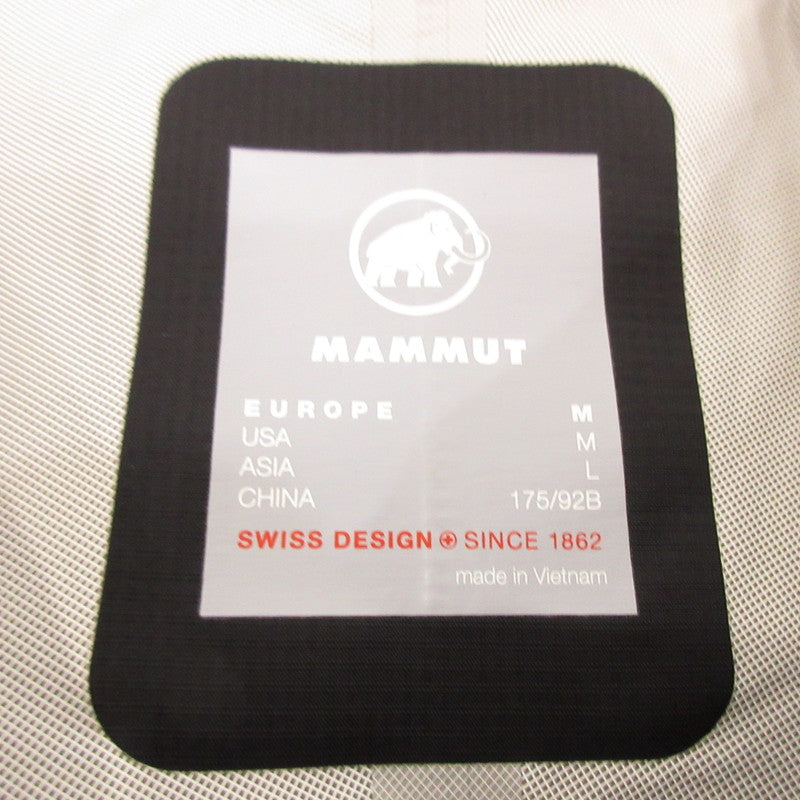 MAMMUT
EUROPE M
USA M
ASIA L
CHINA 175/92B
SWISS DESIGN SINCE 1862
made in Vietnam